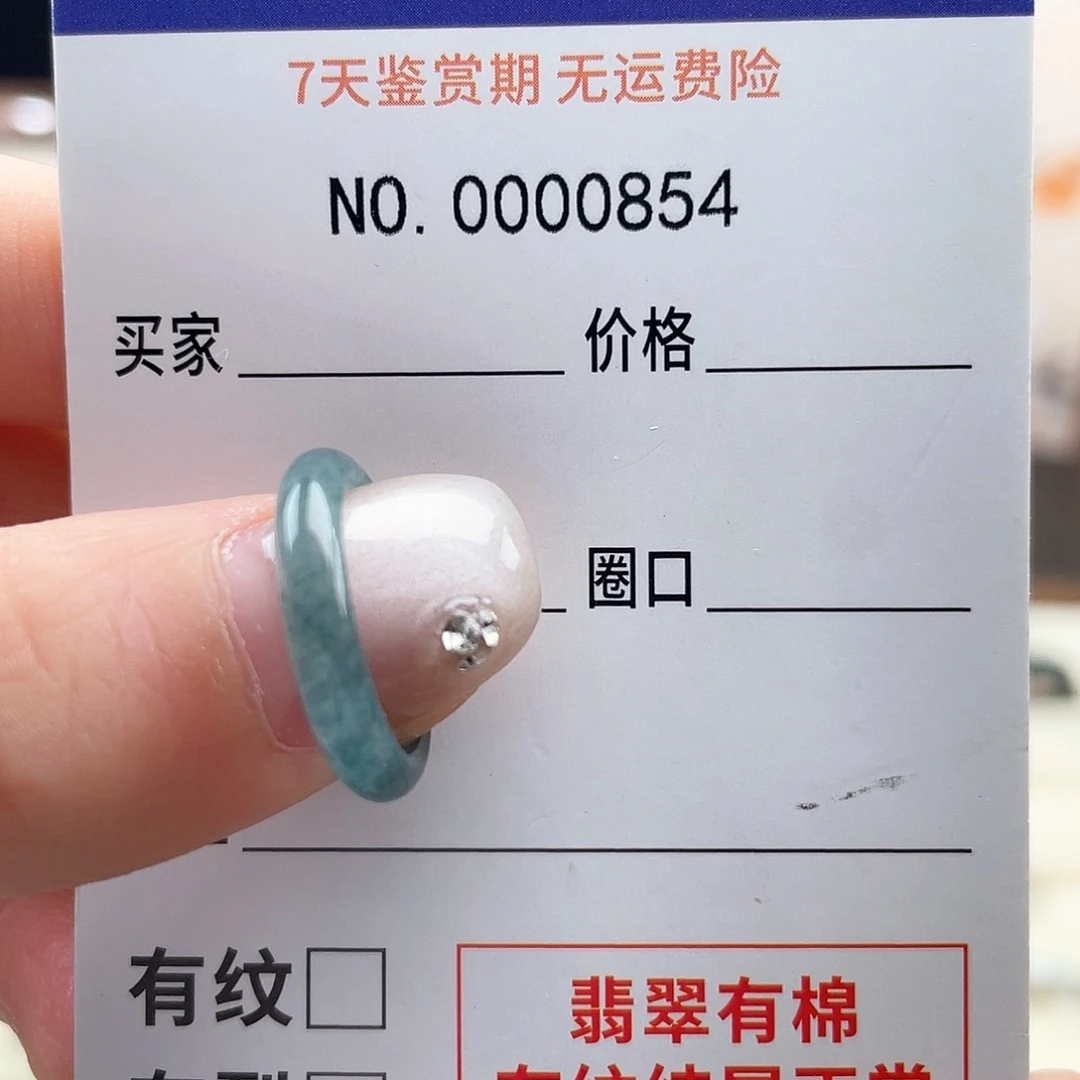 7天鉴赏期 无运费险
NO. 0000854
买家 价格
圈口
有纹
翡翠有棉